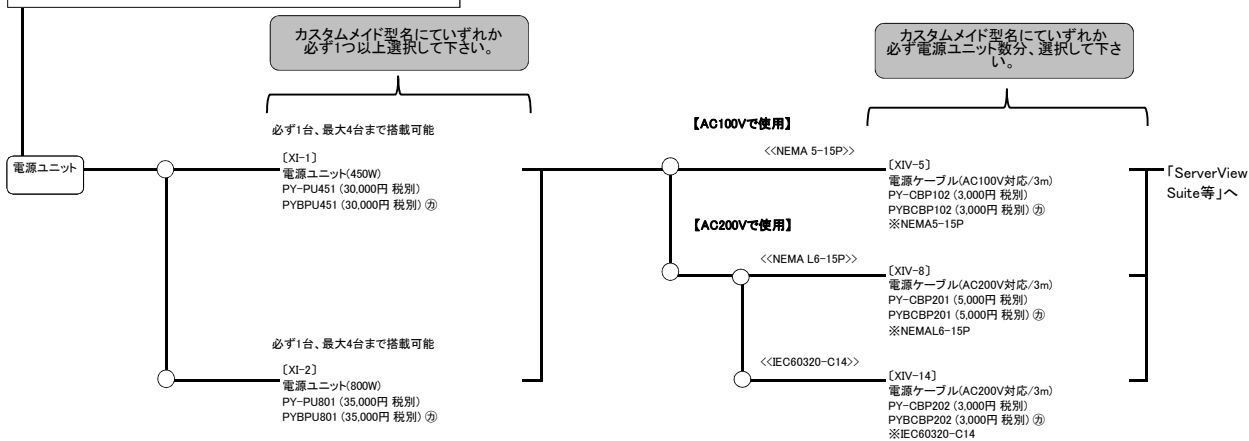 カスタムメイド型名にていずれか
必ず1つ以上選択して下さい。
カスタムメイド型名にていずれか
必ず電源ユニット数分、選択して下さ
い。
電源ユニット
必ず1台、最大4台まで搭載可能
[XI-1]
電源ユニット(450W)
PY-PU451 (30,000円 税別)
PYBPU451 (30,000円 税別) ㋕
必ず1台、最大4台まで搭載可能
[XI-2]
電源ユニット(800W)
PY-PU801 (35,000円 税別)
PYBPU801 (35,000円 税別) ㋕
【AC100Vで使用】
<<NEMA 5-15P>>
[XIV-5]
電源ケーブル(AC100V対応/3m)
PY-CBP102 (3,000円 税別)
PYBCBP102 (3,000円 税別) ㋕
※NEMA5-15P
【AC200Vで使用】
<<NEMA L6-15P>>
[XIV-8]
電源ケーブル(AC200V対応/3m)
PY-CBP201 (5,000円 税別)
PYBCBP201 (5,000円 税別) ㋕
※NEMAL6-15P
<<IEC60320-C14>>
[XIV-14]
電源ケーブル(AC200V対応/3m)
PY-CBP202 (3,000円 税別)
PYBCBP202 (3,000円 税別) ㋕
※IEC60320-C14
「ServerView
Suite等」へ